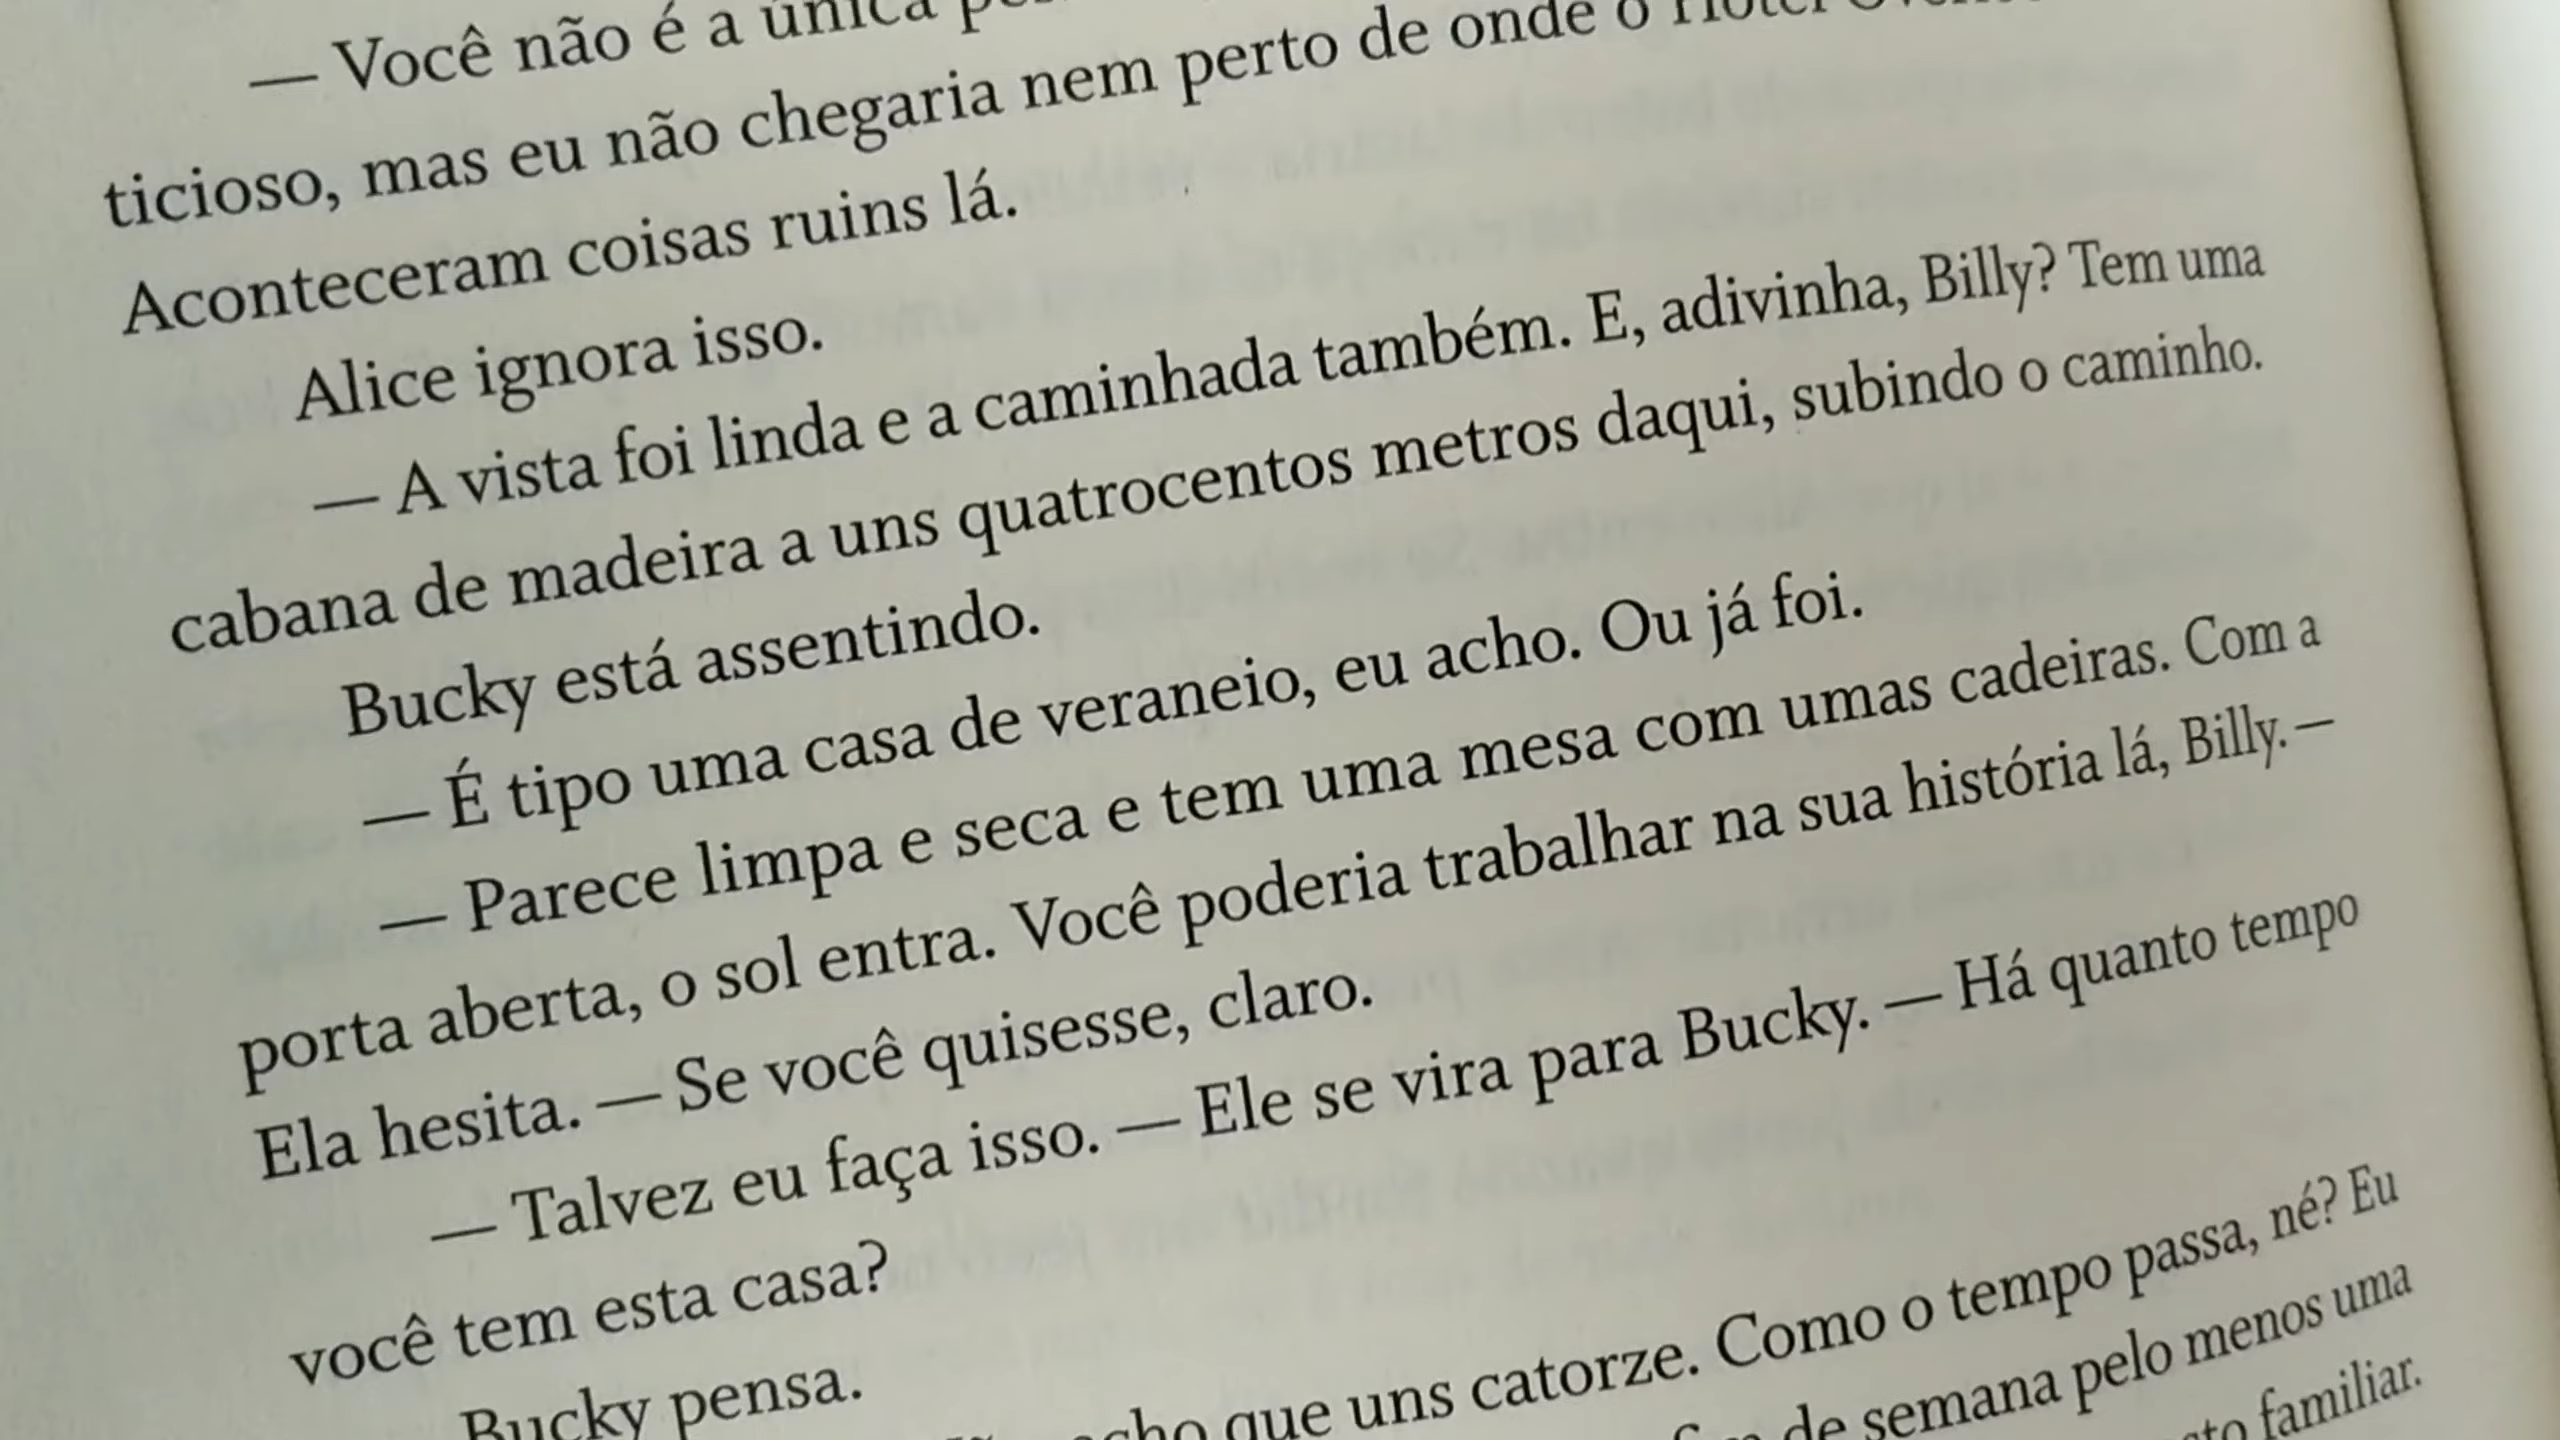 — Você não é a única
ticioso, mas eu não chegaria nem perto de onde o Hotel
Aconteceram coisas ruins lá.
Alice ignora isso.
— A vista foi linda e a caminhada também. E, adivinha, Billy? Tem uma
cabana de madeira a uns quatrocentos metros daqui, subindo o caminho.
Bucky está assentindo.
— É tipo uma casa de veraneio, eu acho. Ou já foi.
— Parece limpa e seca e tem uma mesa com umas cadeiras. Com a
porta aberta, o sol entra. Você poderia trabalhar na sua história lá, Billy. —
Ela hesita. — Se você quisesse, claro.
— Talvez eu faça isso. — Ele se vira para Bucky. — Há quanto tempo
você tem esta casa?
Bucky pensa.
que uns catorze. Como o tempo passa, né? Eu
de semana pelo menos uma
familiar.